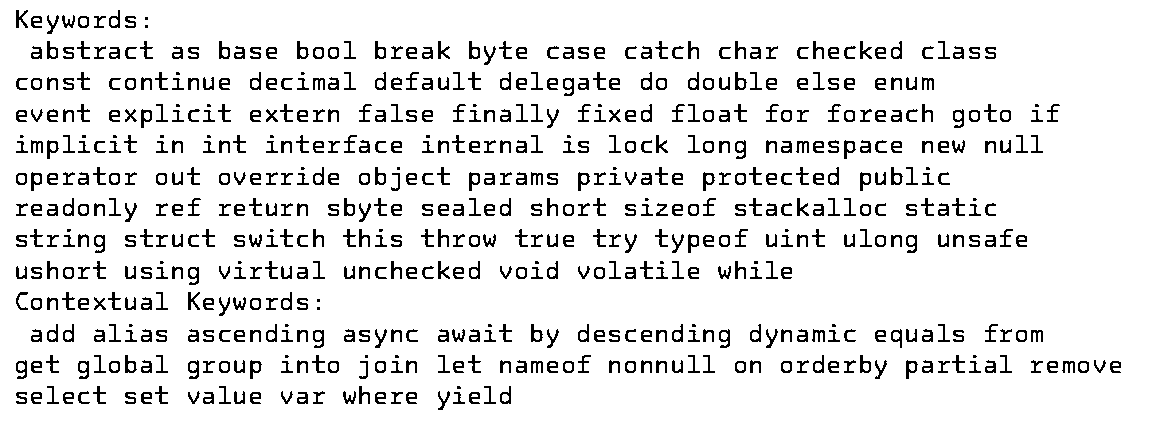 Keywords:
abstract as base bool break byte case catch char checked class
const continue decimal default delegate do double else enum
event explicit extern false finally fixed float for foreach goto if
implicit in int interface internal is lock long namespace new null
operator out override object params private protected public
readonly ref return sbyte sealed short sizeof stackalloc static
string struct switch this throw true try typeof uint ulong unsafe
ushort using virtual unchecked void volatile while
Contextual Keywords:
add alias ascending async await by descending dynamic equals from
get global group into join let nameof nonnull on orderby partial remove
select set value var where yield